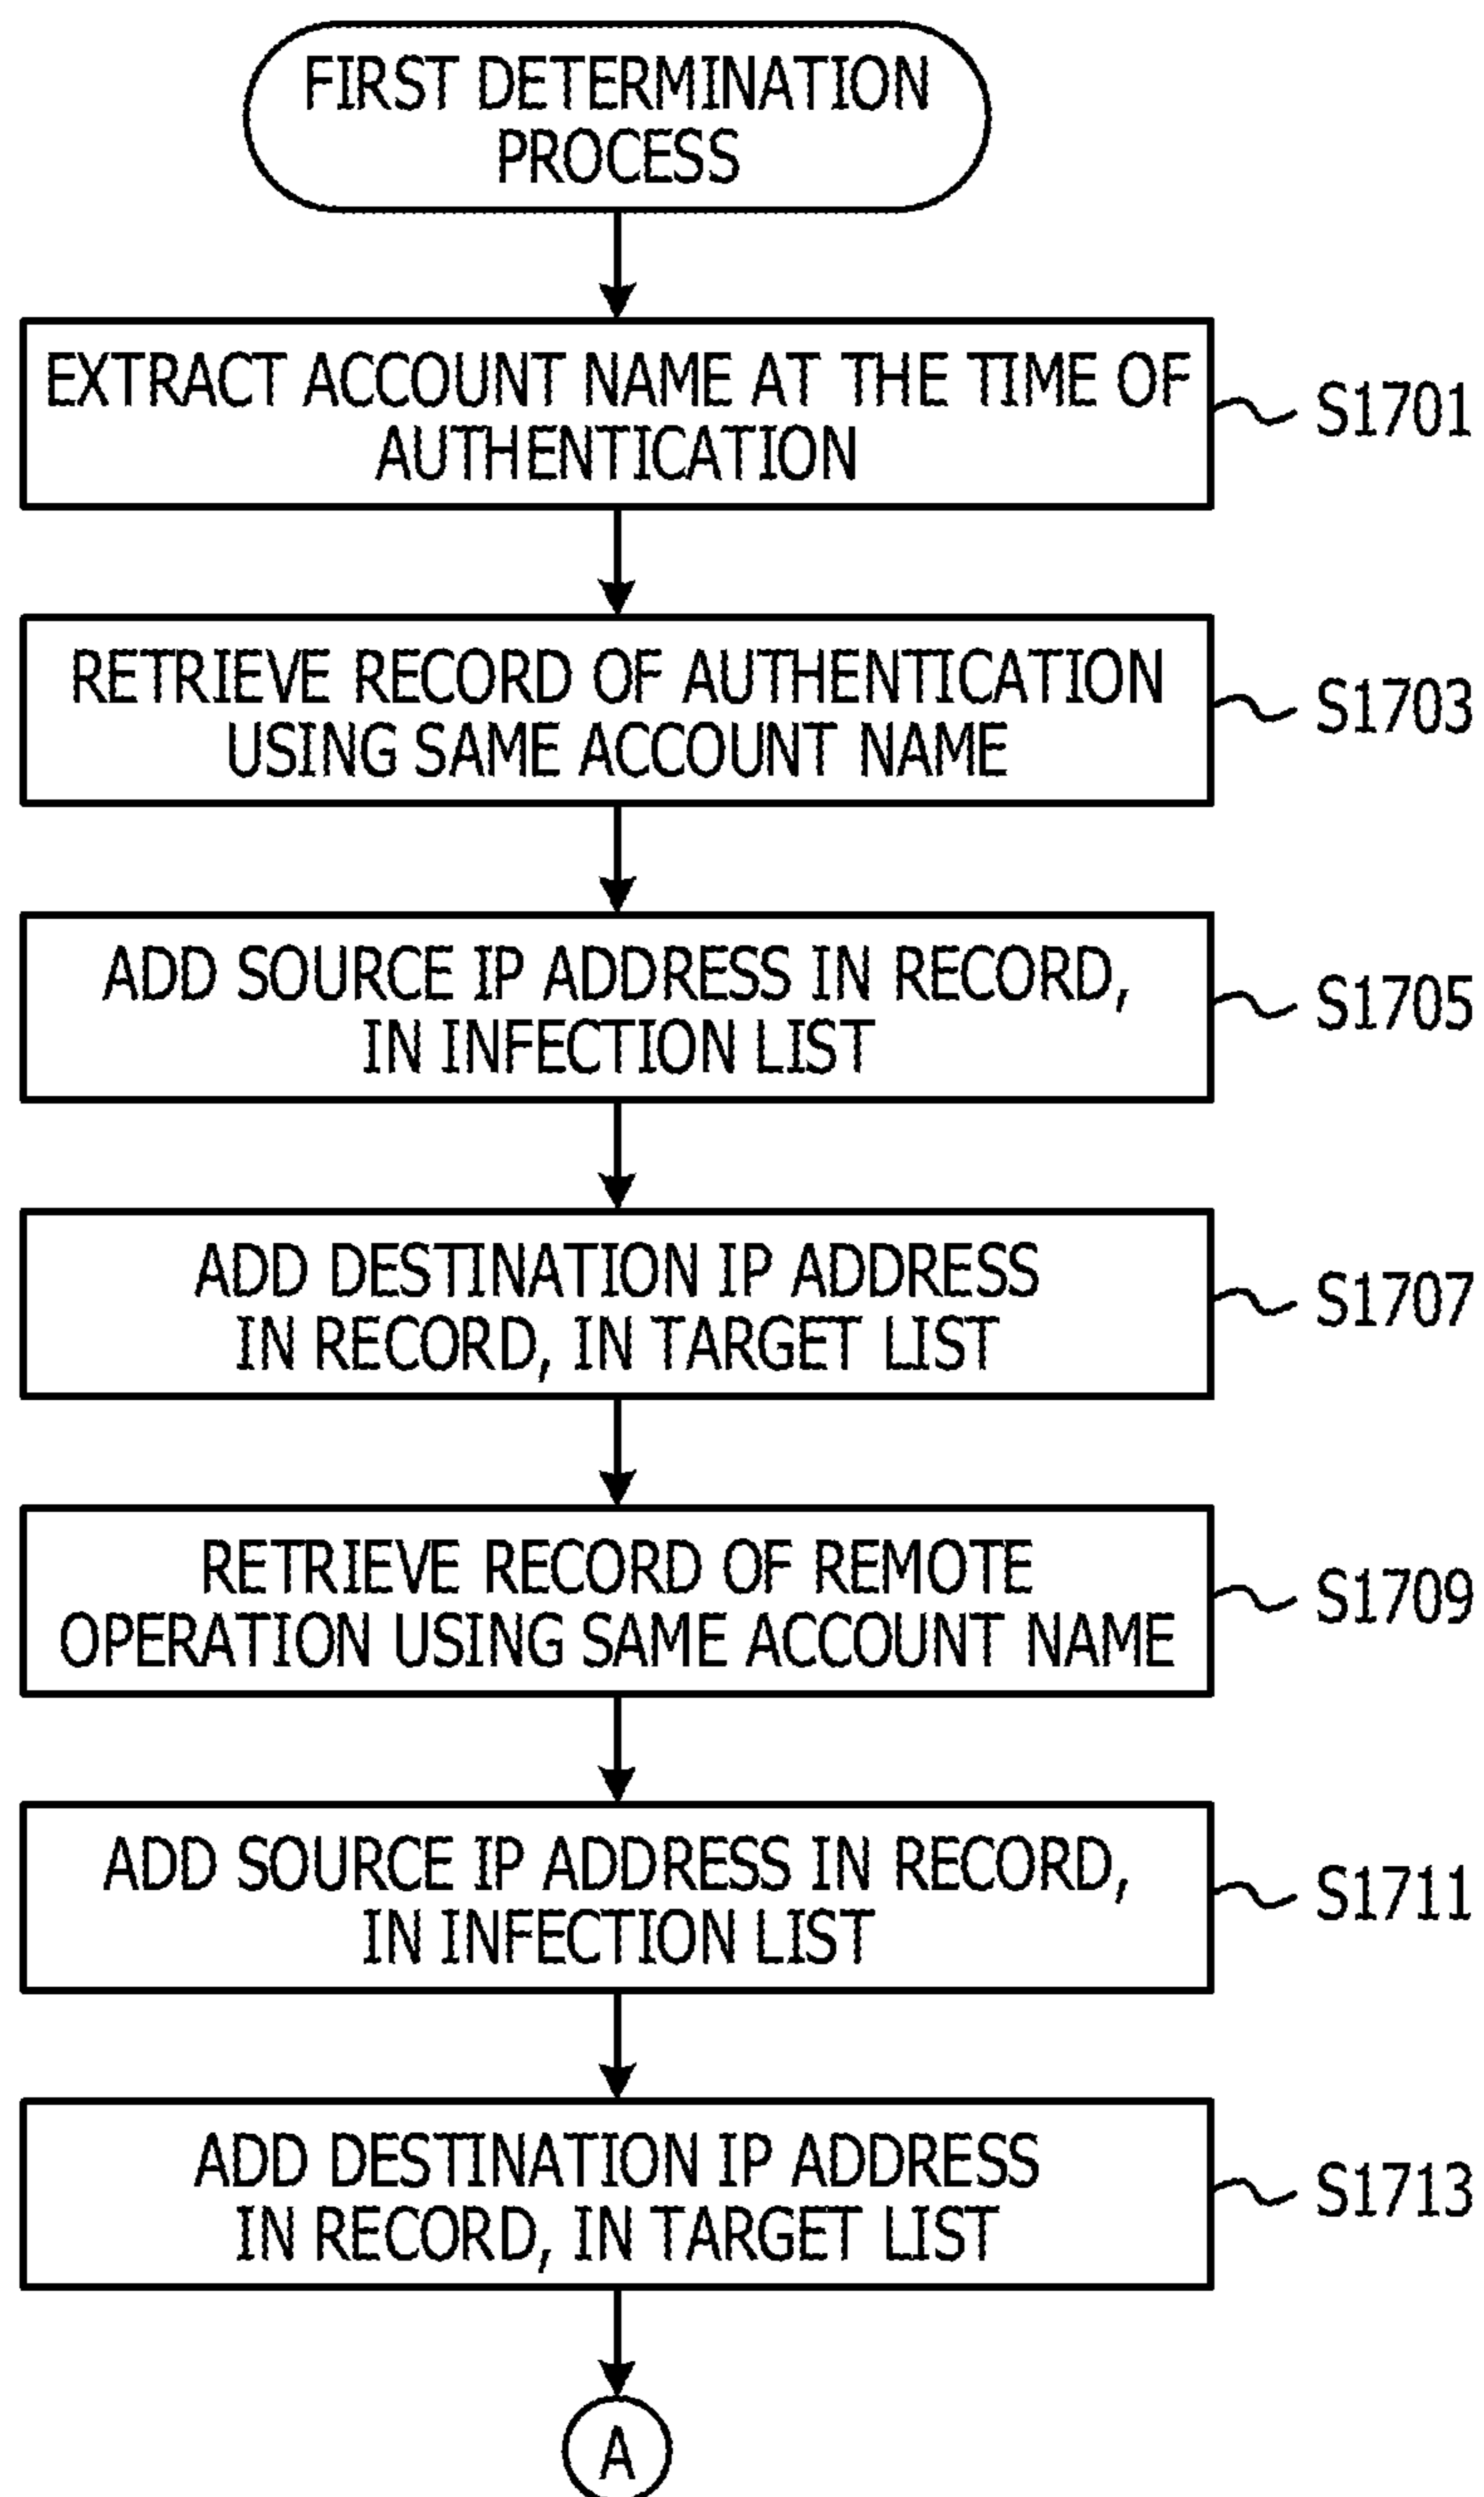 FIRST DETERMINATION
PROCESS
EXTRACT ACCOUNT NAME AT THE TIME OF
AUTHENTICATION
S1701
RETRIEVE RECORD OF AUTHENTICATION
USING SAME ACCOUNT NAME
S1703
ADD SOURCE IP ADDRESS IN RECORD,
IN INFECTION LIST
S1705
ADD DESTINATION IP ADDRESS
IN RECORD, IN TARGET LIST
S1707
RETRIEVE RECORD OF REMOTE
OPERATION USING SAME ACCOUNT NAME
S1709
ADD SOURCE IP ADDRESS IN RECORD,
IN INFECTION LIST
S1711
ADD DESTINATION IP ADDRESS
IN RECORD, IN TARGET LIST
S1713
A